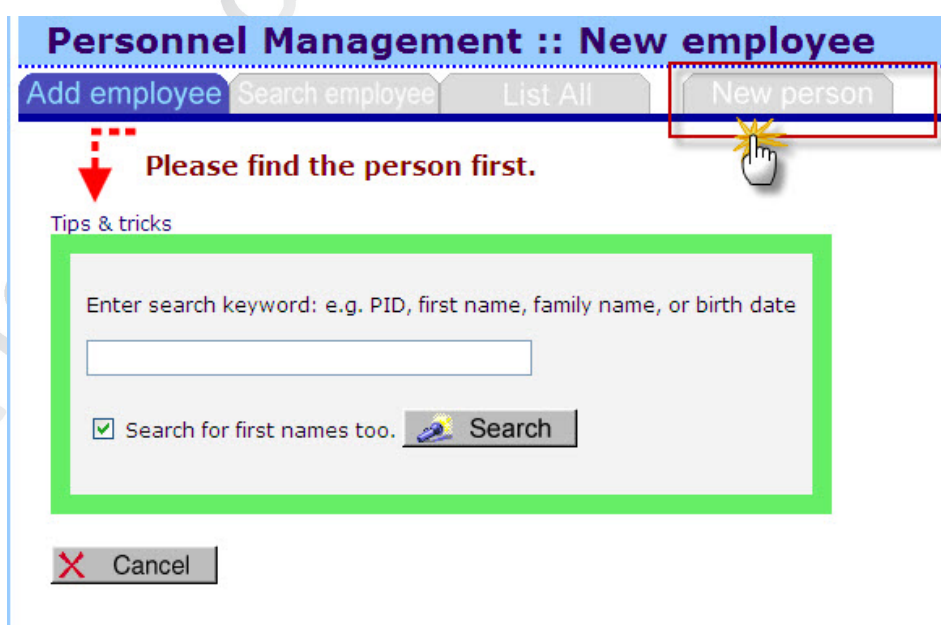 Personnel Management :: New employee
Add employee Search employee List All New person
Please find the person first.
Tips & tricks
Enter search keyword: e.g. PID, first name, family name, or birth date
Search for first names too. Search
Cancel